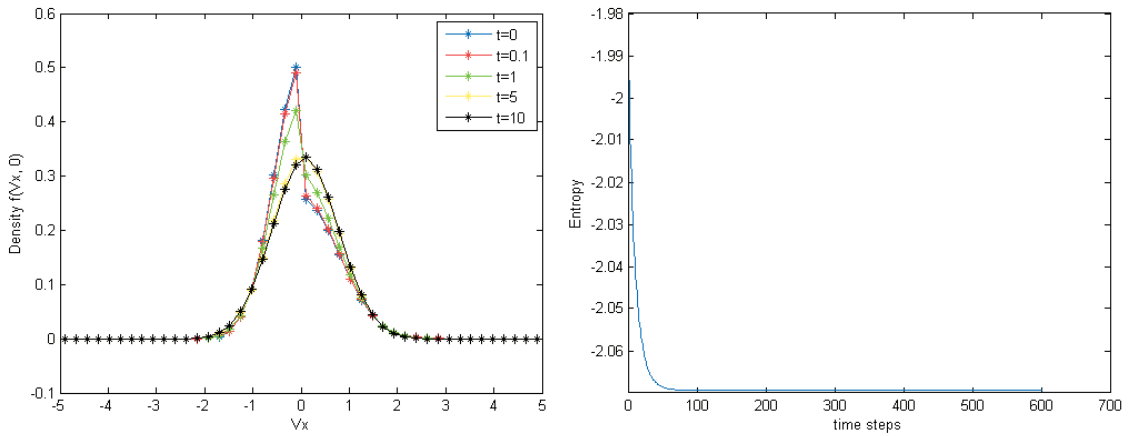 0.6
0.5
0.4
0.3
0.2
0.1
0
-0.1
Density f(Vx, 0)
-5 -4 -3 -2 -1 0 1 2 3 4 5
Vx
t=0
t=0.1
t=1
t=5
t=10
-1.98
-1.99
-2
-2.01
-2.02
-2.03
-2.04
-2.05
-2.06
Entropy
0 100 200 300 400 500 600 700
time steps